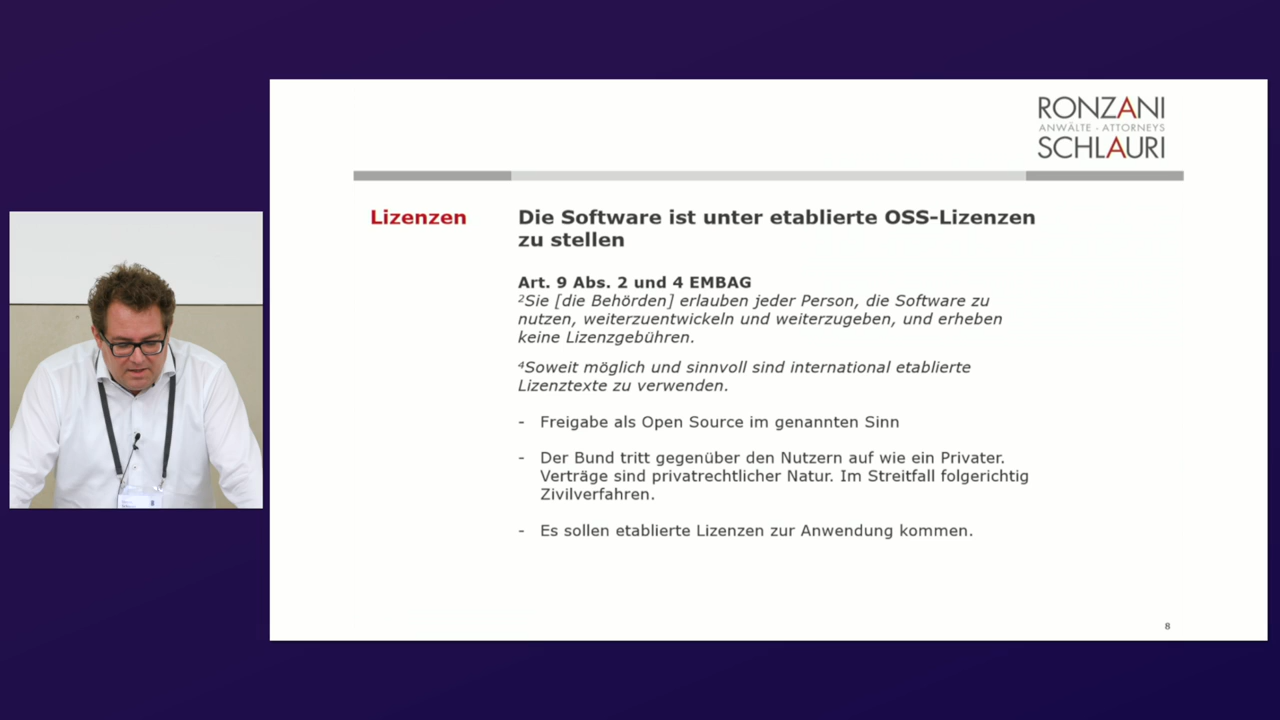 RONZANI
ANWÄLTE - ATTORNEYS
SCHLAURI
Lizenzen
Die Software ist unter etablierte OSS-Lizenzen
zu stellen
Art. 9 Abs. 2 und 4 EMBAG
²Sie [die Behörden] erlauben jeder Person, die Software zu
nutzen, weiterzuentwickeln und weiterzugeben, und erheben
keine Lizenzgebühren.
⁴Soweit möglich und sinnvoll sind international etablierte
Lizenztexte zu verwenden.
- Freigabe als Open Source im genannten Sinn
- Der Bund tritt gegenüber den Nutzern auf wie ein Privater.
Verträge sind privatrechtlicher Natur. Im Streitfall folgerichtig
Zivilverfahren.
- Es sollen etablierte Lizenzen zur Anwendung kommen.
8